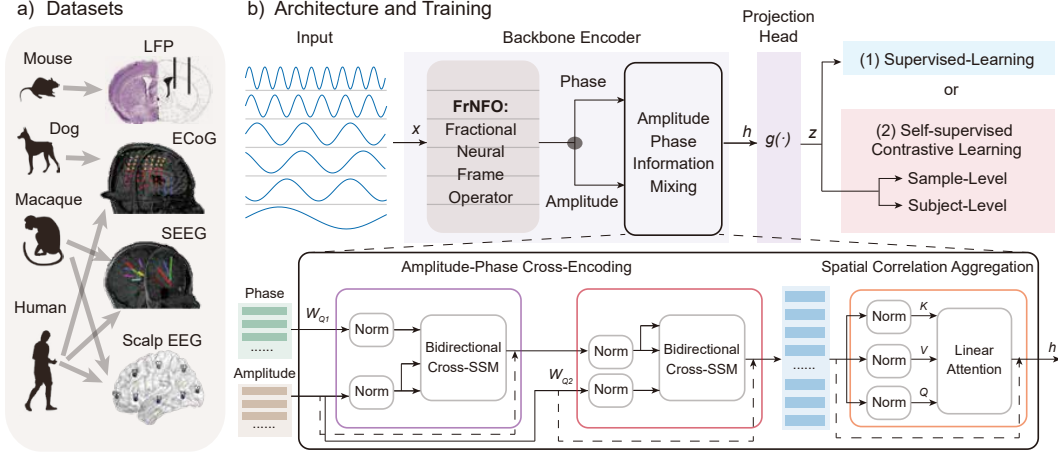 a) Datasets
Mouse
LFP
Dog
ECoG
Macaque
SEEG
Human
Scalp EEG
b) Architecture and Training
Input
Backbone Encoder
Projection
Head
x
FrNFO:
Fractional
Neural
Frame
Operator
Phase
Amplitude
Amplitude
Phase
Information
Mixing
h
g(·)
z
(1) Supervised-Learning
or
(2) Self-supervised
Contrastive Learning
Sample-Level
Subject-Level
Amplitude-Phase Cross-Encoding
Spatial Correlation Aggregation
Phase
......
Amplitude
......
WQ1
Norm
Norm
Bidirectional
Cross-SSM
WQ2
Norm
Norm
Bidirectional
Cross-SSM
......
Norm
Norm
Norm
K
V
Q
Linear
Attention
h